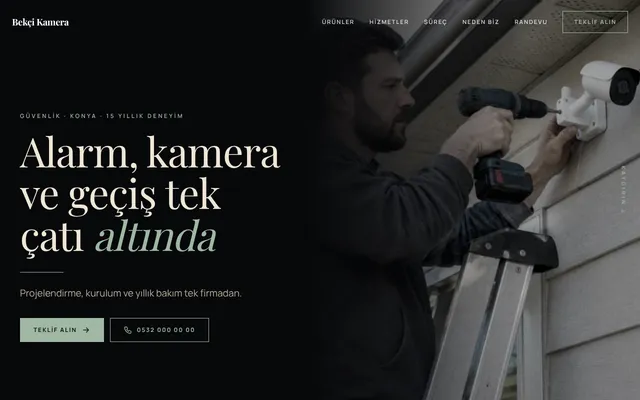 Bekçi Kamera
ÜRÜNLER
HİZMETLER
SÜREÇ
NEDEN BİZ
RANDEVU
TEKLİF ALIN
GÜVENLİK · KONYA · 15 YILLIK DENEYİM
Alarm, kamera
ve geçiş tek
çatı altında
Projelendirme, kurulum ve yıllık bakım tek firmadan.
TEKLİF ALIN →
0532 000 00 00